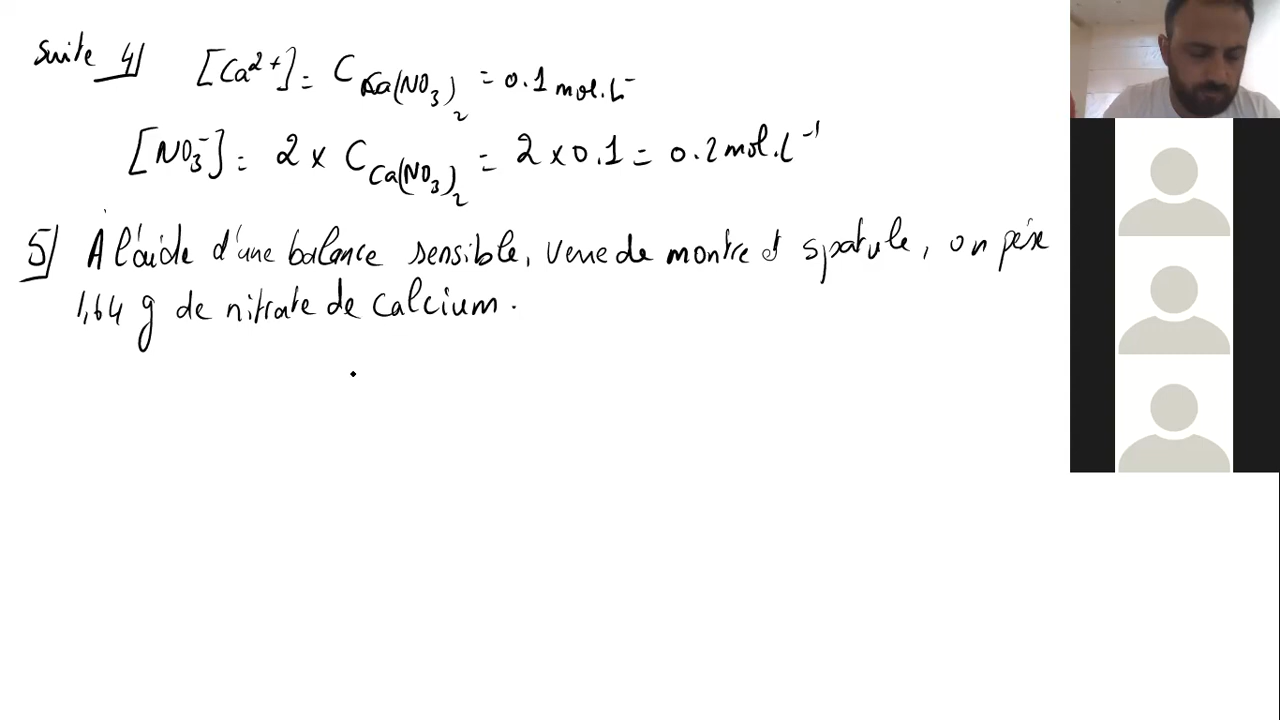 Suite 4/ [Ca²⁺] = C Ca(NO₃)₂ = 0.1 mol.L⁻
[NO₃⁻] = 2 × C Ca(NO₃)₂ = 2 × 0.1 = 0.2 mol.L⁻¹
5/ A l'aide d'une balance sensible, verre de montre et spatule, on pèse
1,64 g de nitrate de calcium.